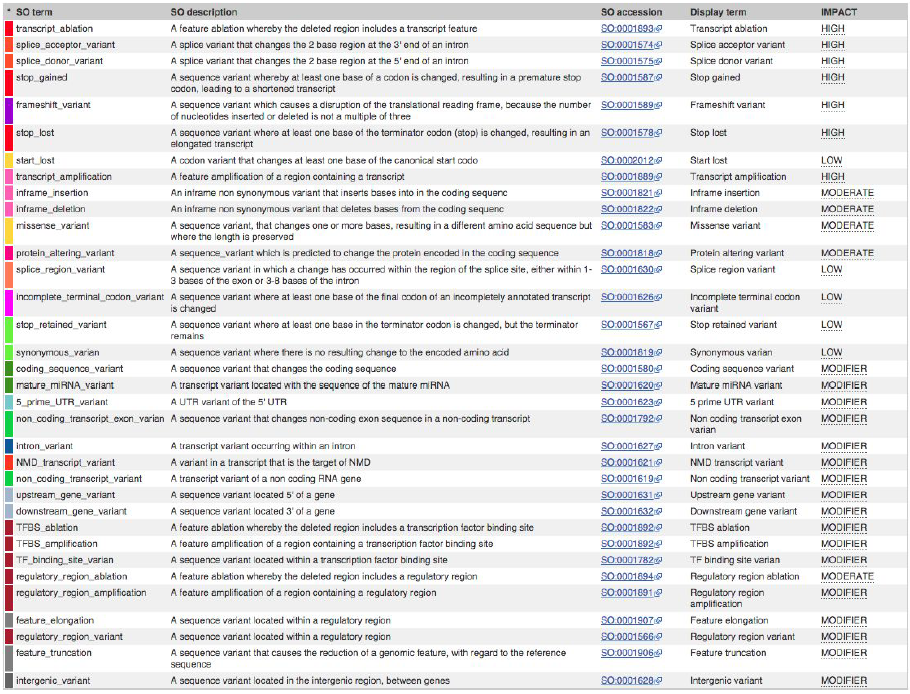 * SO term SO description SO accession Display term IMPACT
transcript_ablation A feature ablation whereby the deleted region includes a transcript feature SO:0001893 Transcript ablation HIGH
splice_acceptor_variant A splice variant that changes the 2 base region at the 3' end of an intron SO:0001574 Splice acceptor variant HIGH
splice_donor_variant A splice variant that changes the 2 base region at the 5' end of an intron SO:0001575 Splice donor variant HIGH
stop_gained A sequence variant whereby at least one base of a codon is changed, resulting in a premature stop SO:0001587 Stop gained HIGH
codon, leading to a shortened transcript
frameshift_variant A sequence variant which causes a disruption of the translational reading frame, because the number SO:0001589 Frameshift variant HIGH
of nucleotides inserted or deleted is not a multiple of three
stop_lost A sequence variant where at least one base of the terminator codon (stop) is changed, resulting in an SO:0001578 Stop lost HIGH
elongated transcript
start_lost A codon variant that changes at least one base of the canonical start codo SO:0002012 Start lost LOW
transcript_amplification A feature amplification of a region containing a transcript SO:0001889 Transcript amplification HIGH
inframe_insertion An inframe non synonymous variant that inserts bases into in the coding sequenc SO:0001821 Inframe insertion MODERATE
inframe_deletion An inframe non synonymous variant that deletes bases from the coding sequenc SO:0001822 Inframe deletion MODERATE
missense_variant A sequence variant, that changes one or more bases, resulting in a different amino acid sequence but SO:0001583 Missense variant MODERATE
where the length is preserved
protein_altering_variant A sequence_variant which is predicted to change the protein encoded in the coding sequence SO:0001818 Protein altering variant MODERATE
splice_region_variant A sequence variant in which a change has occurred within the region of the splice site, either within 1- SO:0001630 Splice region variant LOW
3 bases of the exon or 3-8 bases of the intron
incomplete_terminal_codon_variant A sequence variant where at least one base of the final codon of an incompletely annotated transcript SO:0001626 Incomplete terminal codon LOW
is changed variant
stop_retained_variant A sequence variant where at least one base in the terminator codon is changed, but the terminator SO:0001567 Stop retained variant LOW
remains
synonymous_varian A sequence variant where there is no resulting change to the encoded amino acid SO:0001819 Synonymous varian LOW
coding_sequence_variant A sequence variant that changes the coding sequence SO:0001580 Coding sequence variant MODIFIER
mature_miRNA_variant A transcript variant located with the sequence of the mature miRNA SO:0001620 Mature miRNA variant MODIFIER
5_prime_UTR_variant A UTR variant of the 5' UTR SO:0001623 5 prime UTR variant MODIFIER
non_coding_transcript_exon_varian A sequence variant that changes non-coding exon sequence in a non-coding transcript SO:0001792 Non coding transcript exon MODIFIER
varian
intron_variant A transcript variant occurring within an intron SO:0001627 Intron variant MODIFIER
NMD_transcript_variant A variant in a transcript that is the target of NMD SO:0001621 NMD transcript variant MODIFIER
non_coding_transcript_variant A transcript variant of a non coding RNA gene SO:0001619 Non coding transcript variant MODIFIER
upstream_gene_variant A sequence variant located 5' of a gene SO:0001631 Upstream gene variant MODIFIER
downstream_gene_variant A sequence variant located 3' of a gene SO:0001632 Downstream gene variant MODIFIER
TFBS_ablation A feature ablation whereby the deleted region includes a transcription factor binding site SO:0001892 TFBS ablation MODIFIER
TFBS_amplification A feature amplification of a region containing a transcription factor binding site SO:0001892 TFBS amplification MODIFIER
TF_binding_site_varian A sequence variant located within a transcription factor binding site SO:0001782 TF binding site varian MODIFIER
regulatory_region_ablation A feature ablation whereby the deleted region includes a regulatory region SO:0001894 Regulatory region ablation MODERATE
regulatory_region_amplification A feature amplification of a region containing a regulatory region SO:0001891 Regulatory region MODIFIER
amplification
feature_elongation A sequence variant located within a regulatory region SO:0001907 Feature elongation MODIFIER
regulatory_region_variant A sequence variant located within a regulatory region SO:0001566 Regulatory region variant MODIFIER
feature_truncation A sequence variant that causes the reduction of a genomic feature, with regard to the reference SO:0001906 Feature truncation MODIFIER
sequence
intergenic_variant A sequence variant located in the intergenic region, between genes SO:0001628 Intergenic variant MODIFIER